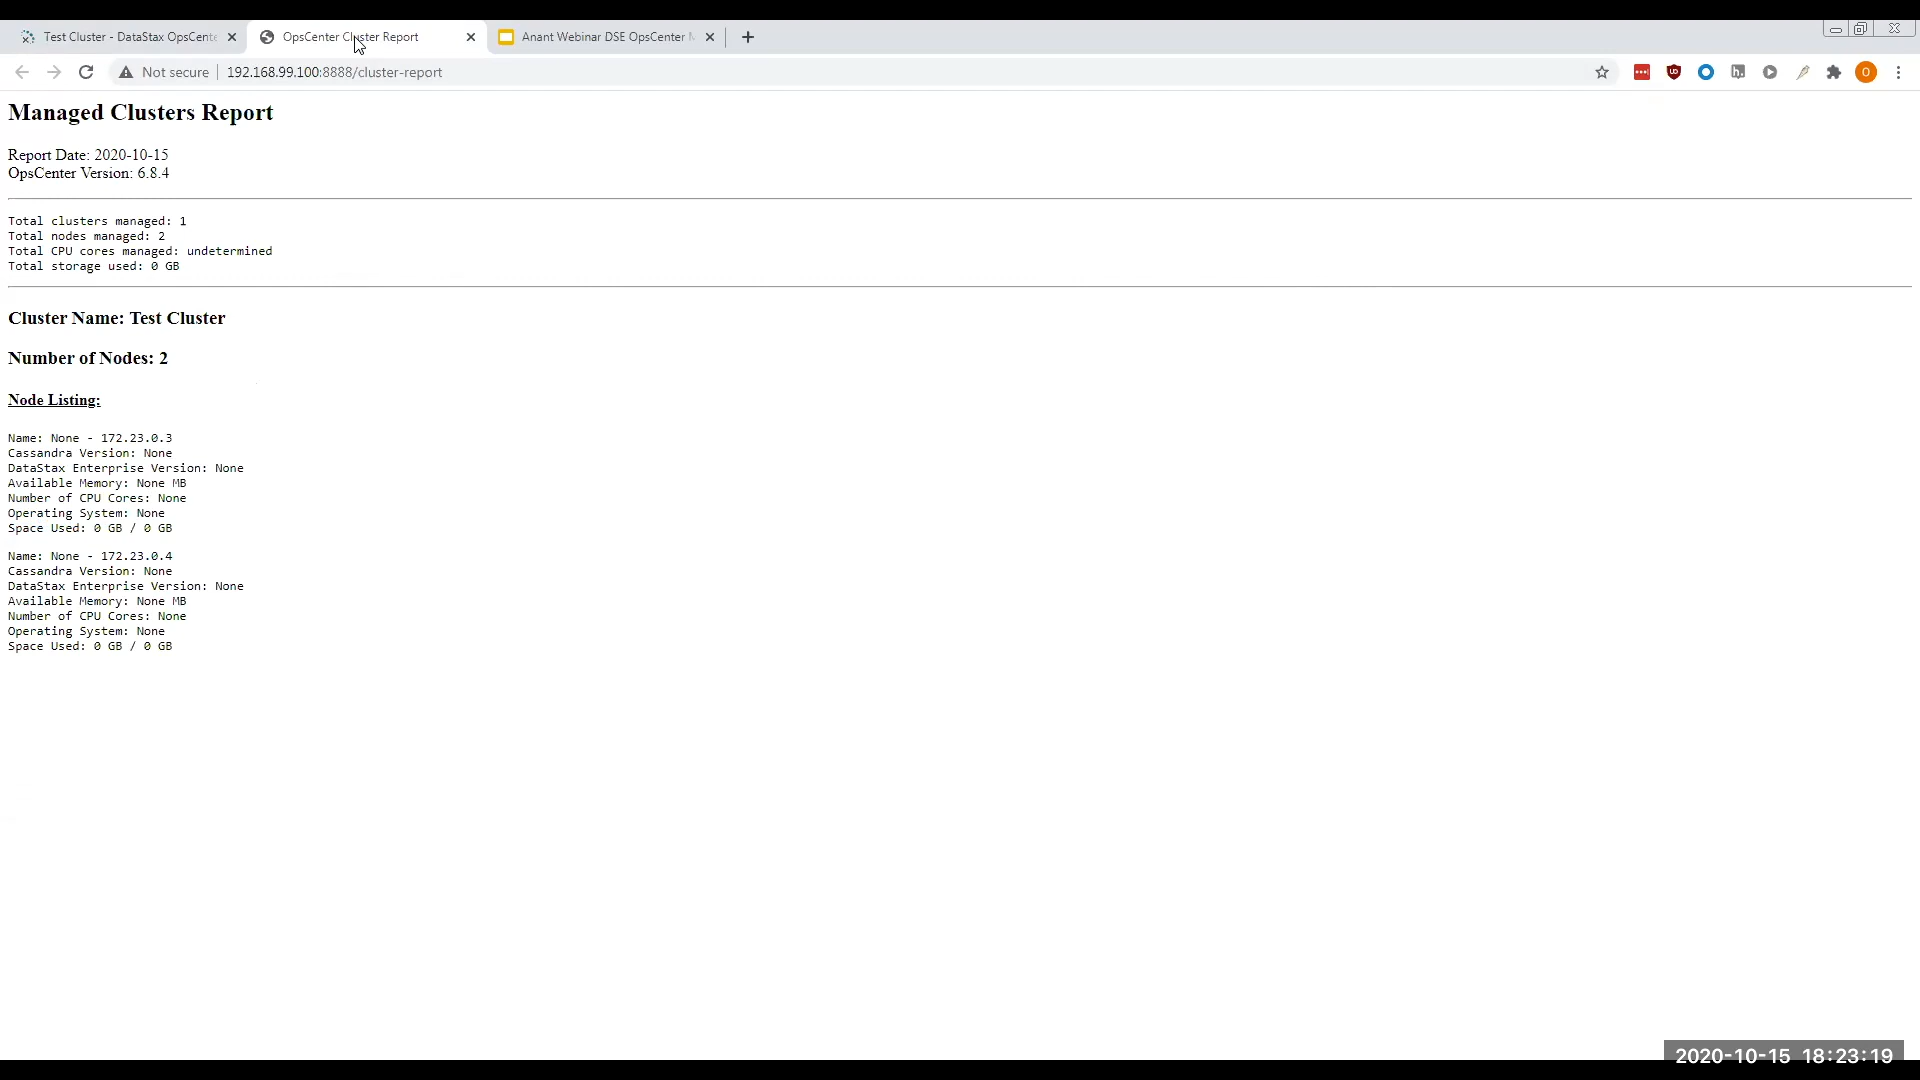 Test Cluster - DataStax OpsCente
OpsCenter Cluster Report
Anant Webinar DSE OpsCenter M
Not secure
192.168.99.100:8888/cluster-report
Managed Clusters Report
Report Date: 2020-10-15
OpsCenter Version: 6.8.4
Total clusters managed: 1
Total nodes managed: 2
Total CPU cores managed: undetermined
Total storage used: 0 GB
Cluster Name: Test Cluster
Number of Nodes: 2
Node Listing:
Name: None - 172.23.0.3
Cassandra Version: None
DataStax Enterprise Version: None
Available Memory: None MB
Number of CPU Cores: None
Operating System: None
Space Used: 0 GB / 0 GB
Name: None - 172.23.0.4
Cassandra Version: None
DataStax Enterprise Version: None
Available Memory: None MB
Number of CPU Cores: None
Operating System: None
Space Used: 0 GB / 0 GB
2020-10-15 18:23:19